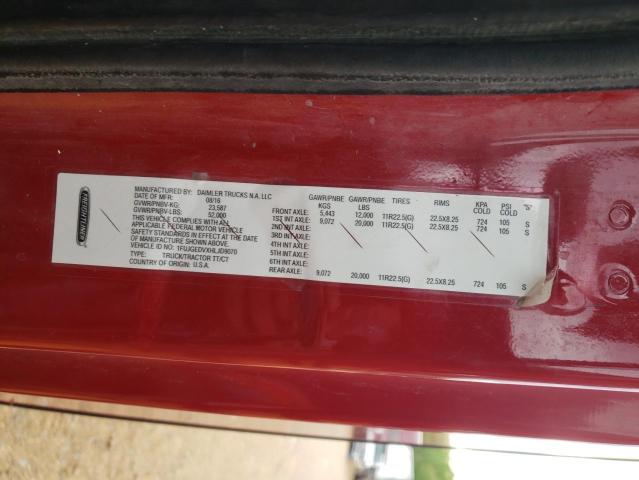 FREIGHTLINER
MANUFACTURED BY: DAIMLER TRUCKS N.A. LLC
DATE OF MFR: 08/16
GVWR/PNBV-KG: 23,587
GVWR/PNBV-LBS: 52,000
THIS VEHICLE COMPLIES WITH ALL
APPLICABLE FEDERAL MOTOR VEHICLE
SAFETY STANDARDS IN EFFECT AT THE DATE
OF MANUFACTURE SHOWN ABOVE.
VEHICLE ID NO.: 1FUJGEDVXHLJD9070
TYPE: TRUCK/TRACTOR TT/CT
COUNTRY OF ORIGIN: U.S.A.
GAWR/PNBE KGS GAWR/PNBE LBS TIRES RIMS KPA COLD PSI COLD "S"
FRONT AXLE: 5,443 12,000 11R22.5(G) 22.5X8.25 724 105 S
1ST INT AXLE: 9,072 20,000 11R22.5(G) 22.5X8.25 724 105 S
2ND INT AXLE:
3RD INT AXLE:
4TH INT AXLE:
5TH INT AXLE:
6TH INT AXLE:
REAR AXLE: 9,072 20,000 11R22.5(G) 22.5X8.25 724 105 S